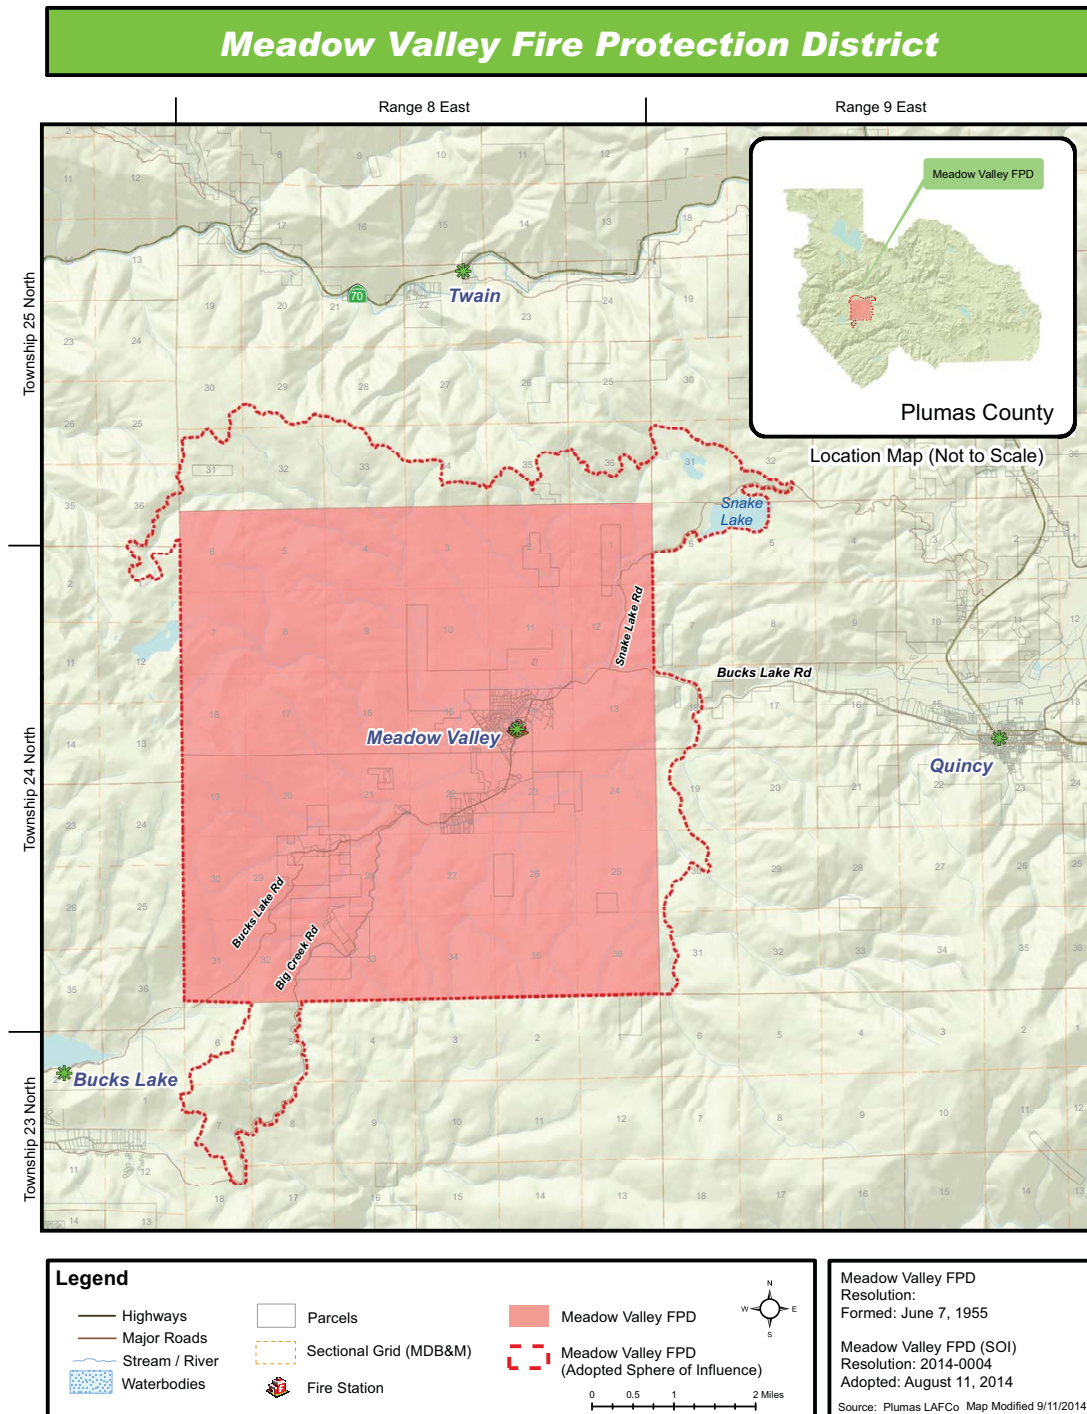 Meadow Valley Fire Protection District
Range 8 East
Range 9 East
Township 25 North
Township 24 North
Township 23 North
Meadow Valley FPD
Plumas County
Location Map (Not to Scale)
70
Twain
Snake
Lake
Snake Lake Rd
Bucks Lake Rd
Meadow Valley
Quincy
Bucks Lake Rd
Big Creek Rd
Bucks Lake
Legend
Highways
Major Roads
Stream / River
Waterbodies
Parcels
Sectional Grid (MDB&M)
Fire Station
Meadow Valley FPD
Meadow Valley FPD
(Adopted Sphere of Influence)
N
W E
S
0 0.5 1 2 Miles
Meadow Valley FPD
Resolution:
Formed: June 7, 1955
Meadow Valley FPD (SOI)
Resolution: 2014-0004
Adopted: August 11, 2014
Source: Plumas LAFCo Map Modified 9/11/2014